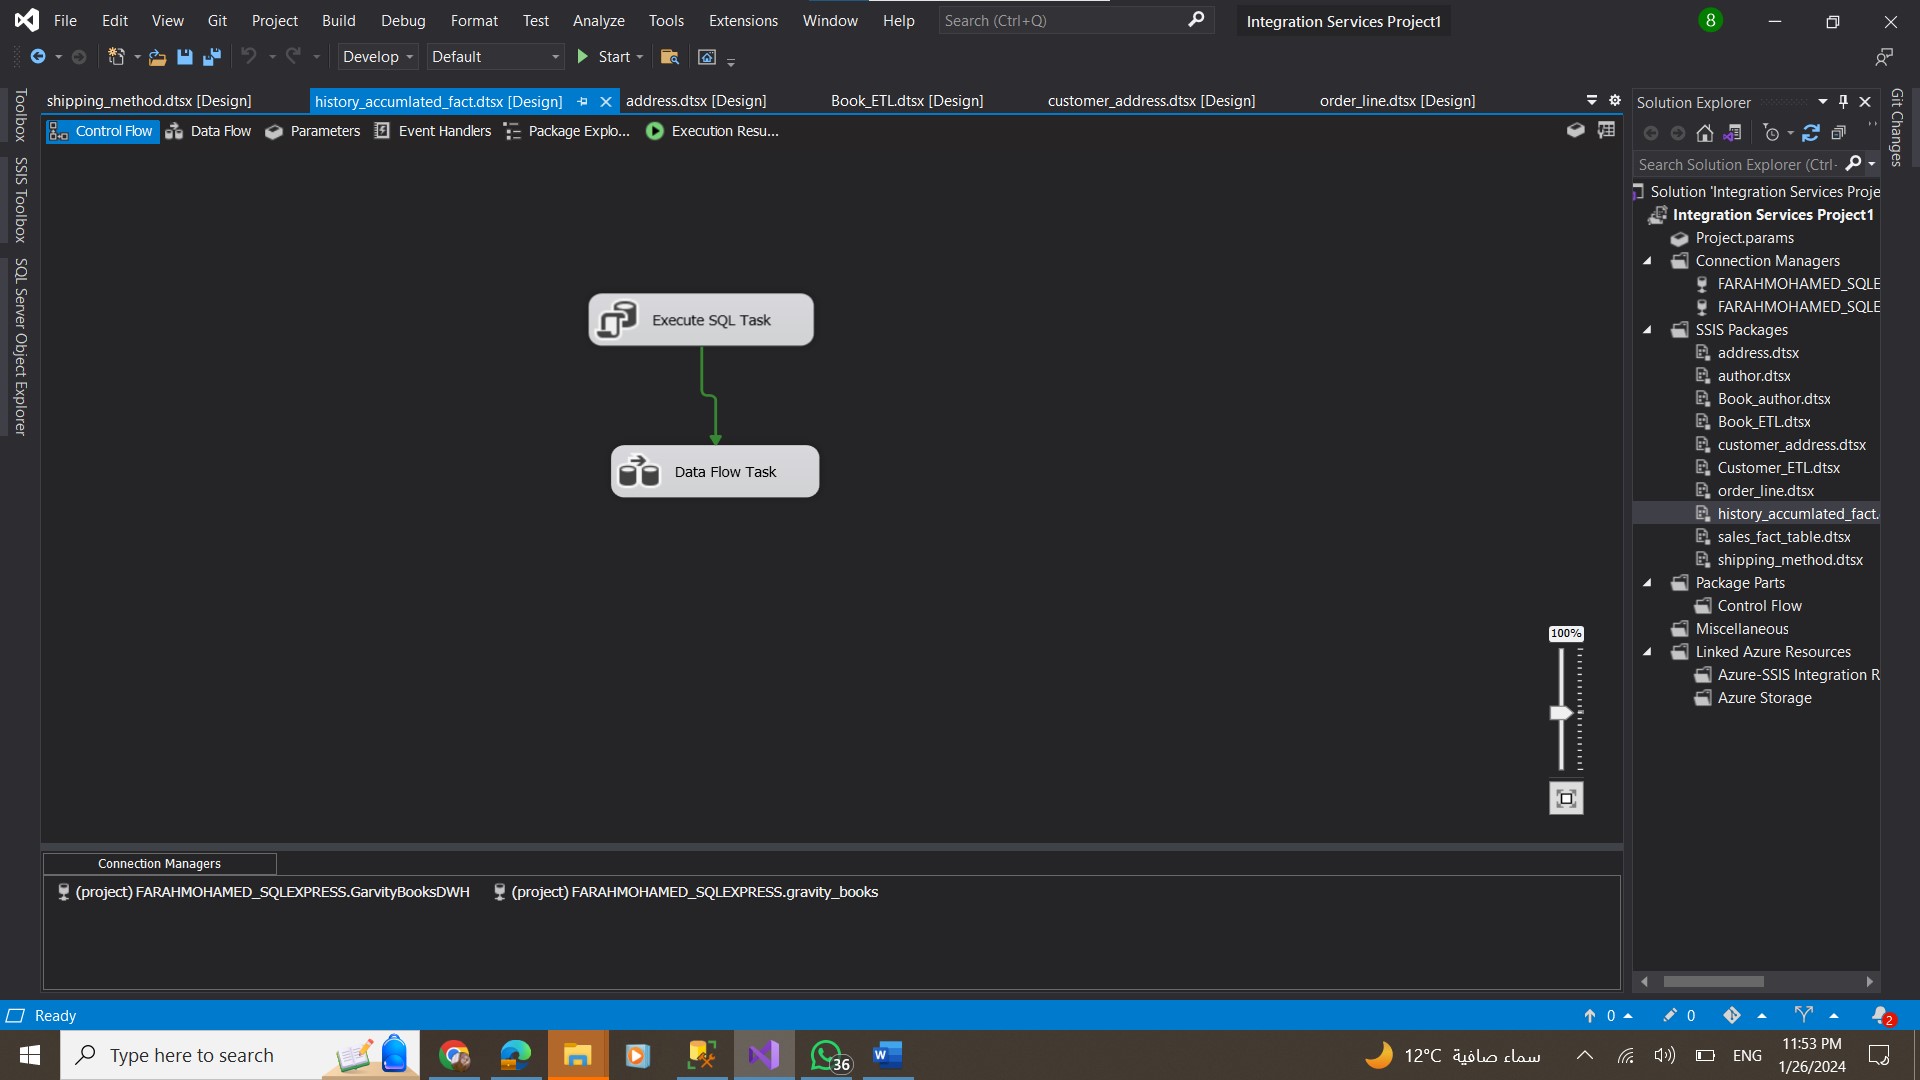 File Edit View Git Project Build Debug Format Test Analyze Tools Extensions Window Help Search (Ctrl+Q) Integration Services Project1 8
Develop Default Start
shipping_method.dtsx [Design] history_accumlated_fact.dtsx [Design] address.dtsx [Design] Book_ETL.dtsx [Design] customer_address.dtsx [Design] order_line.dtsx [Design]
Control Flow Data Flow Parameters Event Handlers Package Explo... Execution Resu...
Toolbox
SSIS Toolbox
SQL Server Object Explorer
Execute SQL Task
Data Flow Task
100%
Connection Managers
(project) FARAHMOHAMED_SQLEXPRESS.GarvityBooksDWH (project) FARAHMOHAMED_SQLEXPRESS.gravity_books
Solution Explorer
Search Solution Explorer (Ctrl-
Solution 'Integration Services Proje
Integration Services Project1
Project.params
Connection Managers
FARAHMOHAMED_SQLE
FARAHMOHAMED_SQLE
SSIS Packages
address.dtsx
author.dtsx
Book_author.dtsx
Book_ETL.dtsx
customer_address.dtsx
Customer_ETL.dtsx
order_line.dtsx
history_accumlated_fact.
sales_fact_table.dtsx
shipping_method.dtsx
Package Parts
Control Flow
Miscellaneous
Linked Azure Resources
Azure-SSIS Integration R
Azure Storage
Git Changes
Ready 0 0 2
Type here to search 36 12°C سماء صافية ENG 11:53 PM
1/26/2024